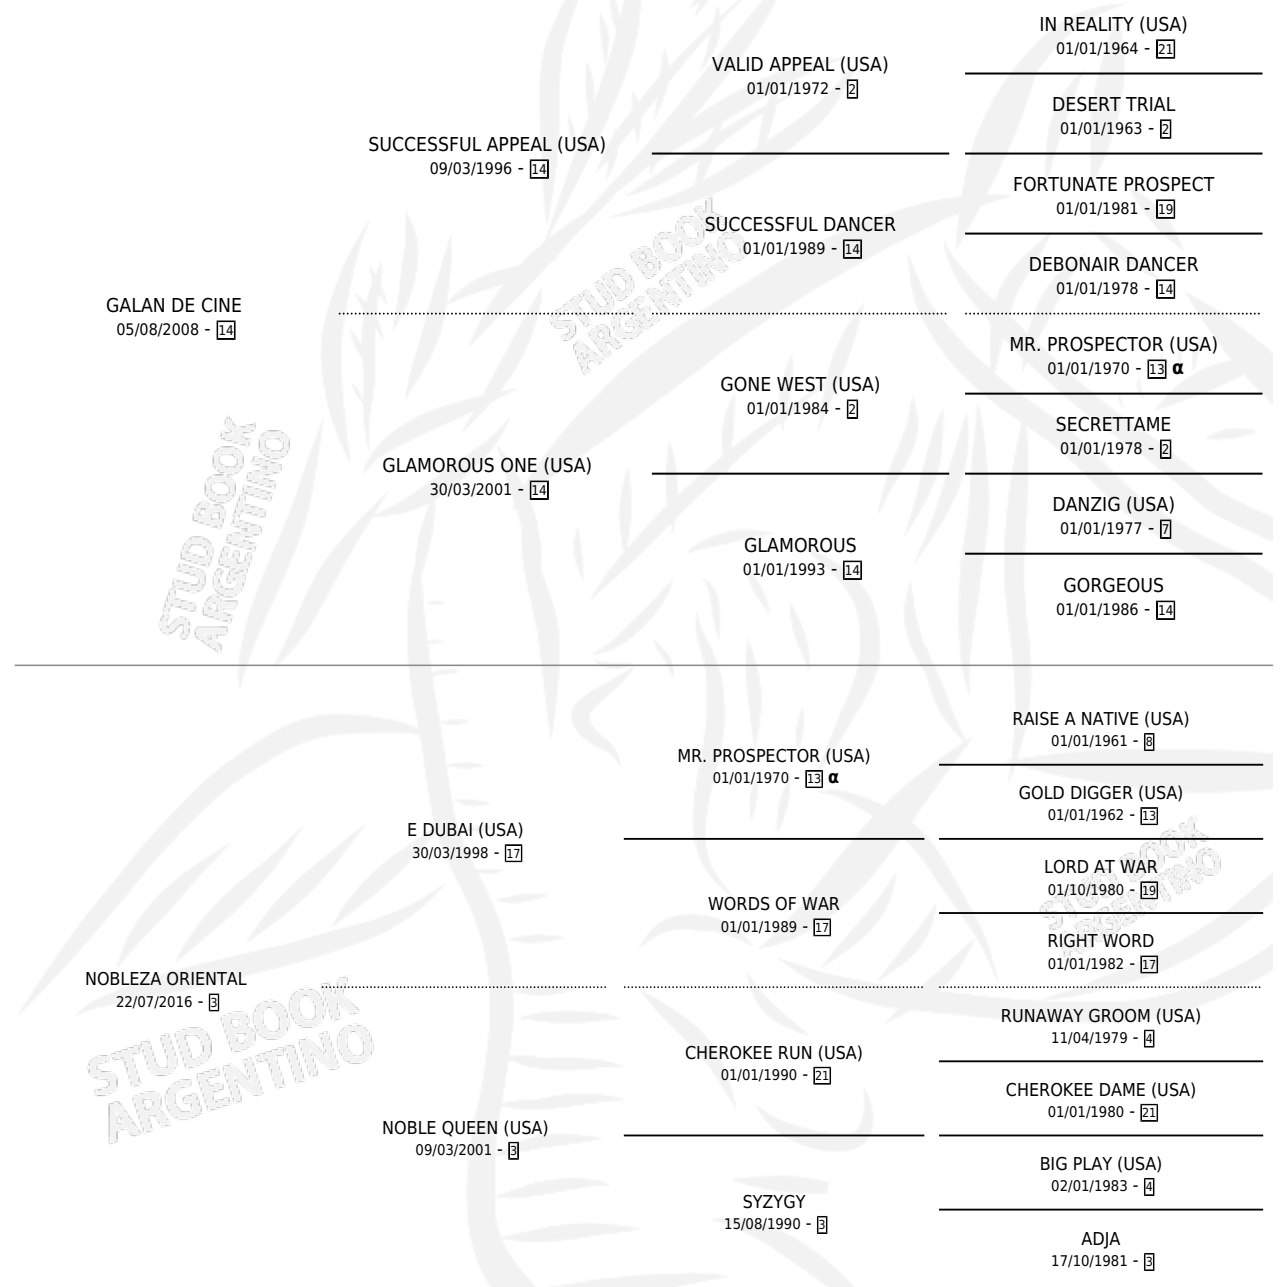 IN REALITY (USA)
01/01/1964 - 21
VALID APPEAL (USA)
01/01/1972 - 2
DESERT TRIAL
01/01/1963 - 2
SUCCESSFUL APPEAL (USA)
09/03/1996 - 14
FORTUNATE PROSPECT
01/01/1981 - 19
SUCCESSFUL DANCER
01/01/1989 - 14
DEBONAIR DANCER
01/01/1978 - 14
GALAN DE CINE
05/08/2008 - 14
MR. PROSPECTOR (USA)
01/01/1970 - 13 α
GONE WEST (USA)
01/01/1984 - 2
SECRETTAME
01/01/1978 - 2
GLAMOROUS ONE (USA)
30/03/2001 - 14
DANZIG (USA)
01/01/1977 - 7
GLAMOROUS
01/01/1993 - 14
GORGEOUS
01/01/1986 - 14
RAISE A NATIVE (USA)
01/01/1961 - 8
MR. PROSPECTOR (USA)
01/01/1970 - 13 α
GOLD DIGGER (USA)
01/01/1962 - 13
E DUBAI (USA)
30/03/1998 - 17
LORD AT WAR
01/10/1980 - 19
WORDS OF WAR
01/01/1989 - 17
RIGHT WORD
01/01/1982 - 17
NOBLEZA ORIENTAL
22/07/2016 - 3
RUNAWAY GROOM (USA)
11/04/1979 - 4
CHEROKEE RUN (USA)
01/01/1990 - 21
CHEROKEE DAME (USA)
01/01/1980 - 21
NOBLE QUEEN (USA)
09/03/2001 - 3
BIG PLAY (USA)
02/01/1983 - 4
SYZYGY
15/08/1990 - 3
ADJA
17/10/1981 - 3
STUD BOOK
ARGENTINO
STUD BOOK
ARGENTINO
STUD BOOK
ARGENTINO
STUD BOOK
ARGENTINO